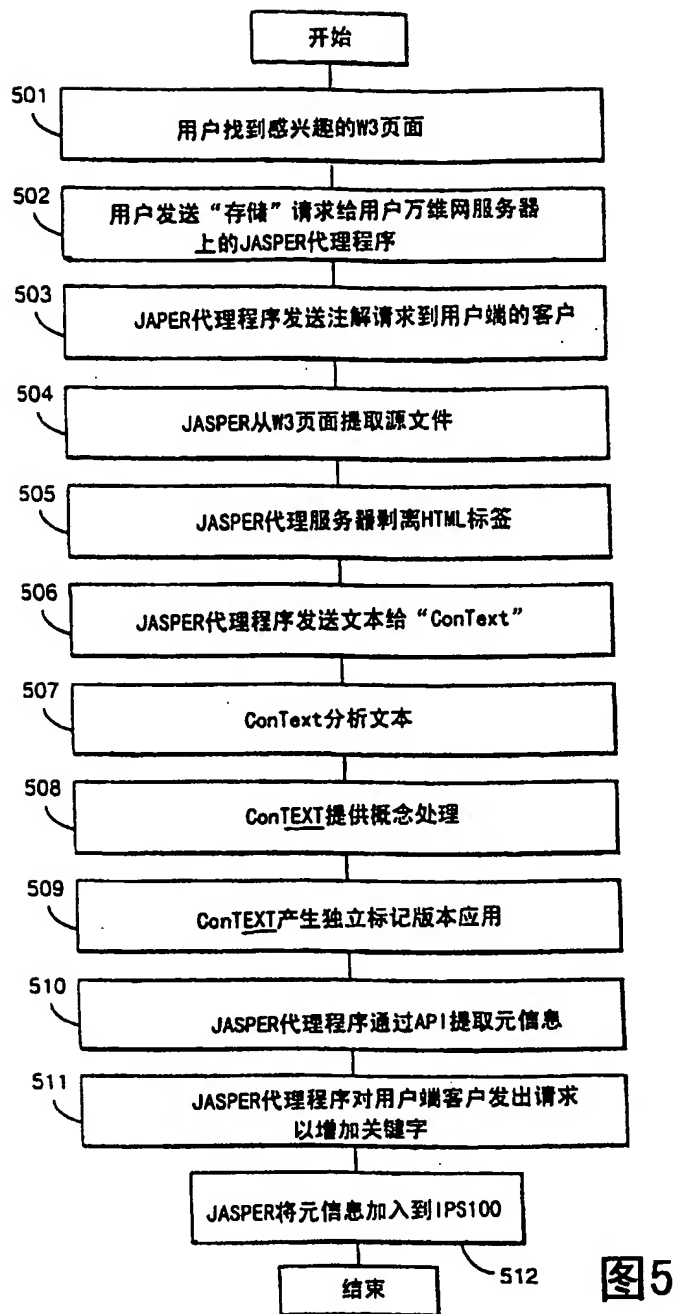 开始
501
用户找到感兴趣的W3页面
502
用户发送“存储”请求给用户万维网服务器
上的JASPER代理程序
503
JAPER代理程序发送注解请求到用户端的客户
504
JASPER从W3页面提取源文件
505
JASPER代理服务器剥离HTML标签
506
JASPER代理程序发送文本给“ConText”
507
ConText分析文本
508
ConTEXT提供概念处理
509
ConTEXT产生独立标记版本应用
510
JASPER代理程序通过API提取元信息
511
JASPER代理程序对用户端客户发出请求
以增加关键字
JASPER将元信息加入到IPS100
512
结束
图5